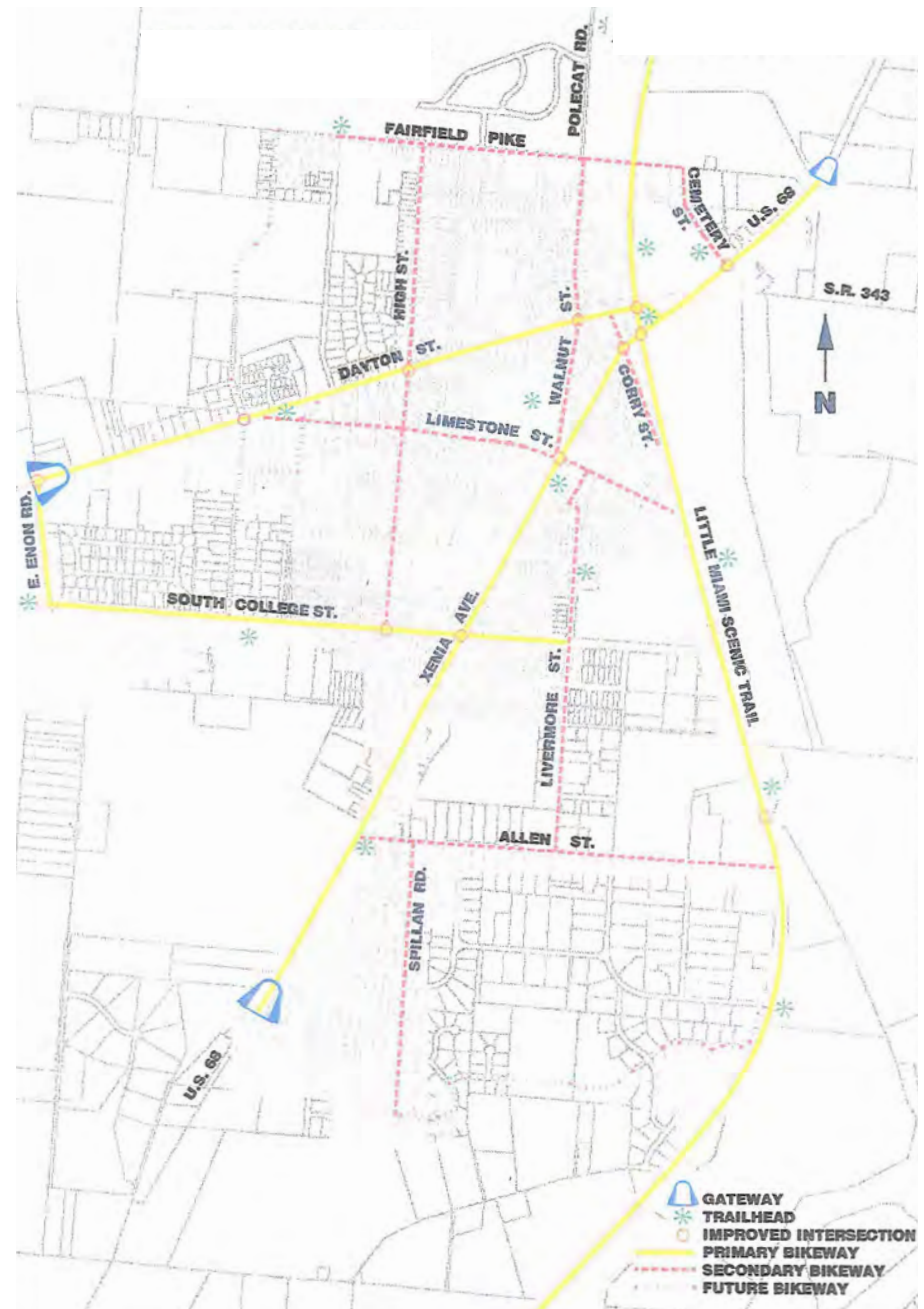 POLECAT RD.
FAIRFIELD PIKE
CEMETERY ST.
U.S. 68
S.R. 343
HIGH ST.
WALNUT ST.
DAYTON ST.
CORRY ST.
N
LIMESTONE ST.
E. ENON RD.
LITTLE MIAMI SCENIC TRAIL
SOUTH COLLEGE ST.
XENIA AVE.
LIVERMORE ST.
ALLEN ST.
SPILLAN RD.
U.S. 68
GATEWAY
TRAILHEAD
IMPROVED INTERSECTION
PRIMARY BIKEWAY
SECONDARY BIKEWAY
FUTURE BIKEWAY